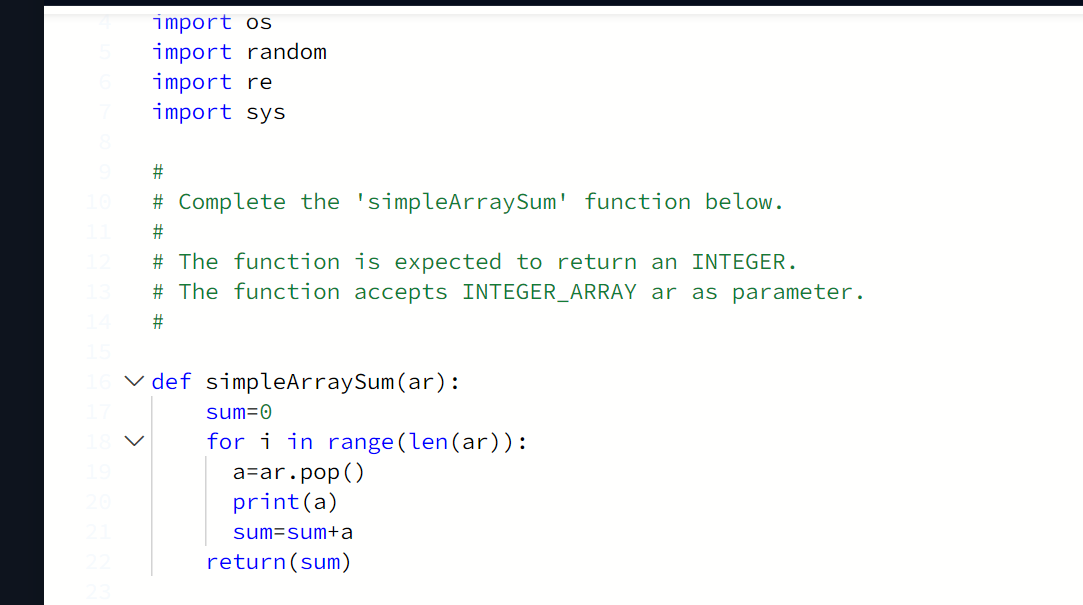 4 import os
5 import random
6 import re
7 import sys
8
9 #
10 # Complete the 'simpleArraySum' function below.
11 #
12 # The function is expected to return an INTEGER.
13 # The function accepts INTEGER_ARRAY ar as parameter.
14 #
15
16 def simpleArraySum(ar):
17     sum=0
18     for i in range(len(ar)):
19       a=ar.pop()
20       print(a)
21       sum=sum+a
22     return(sum)
23